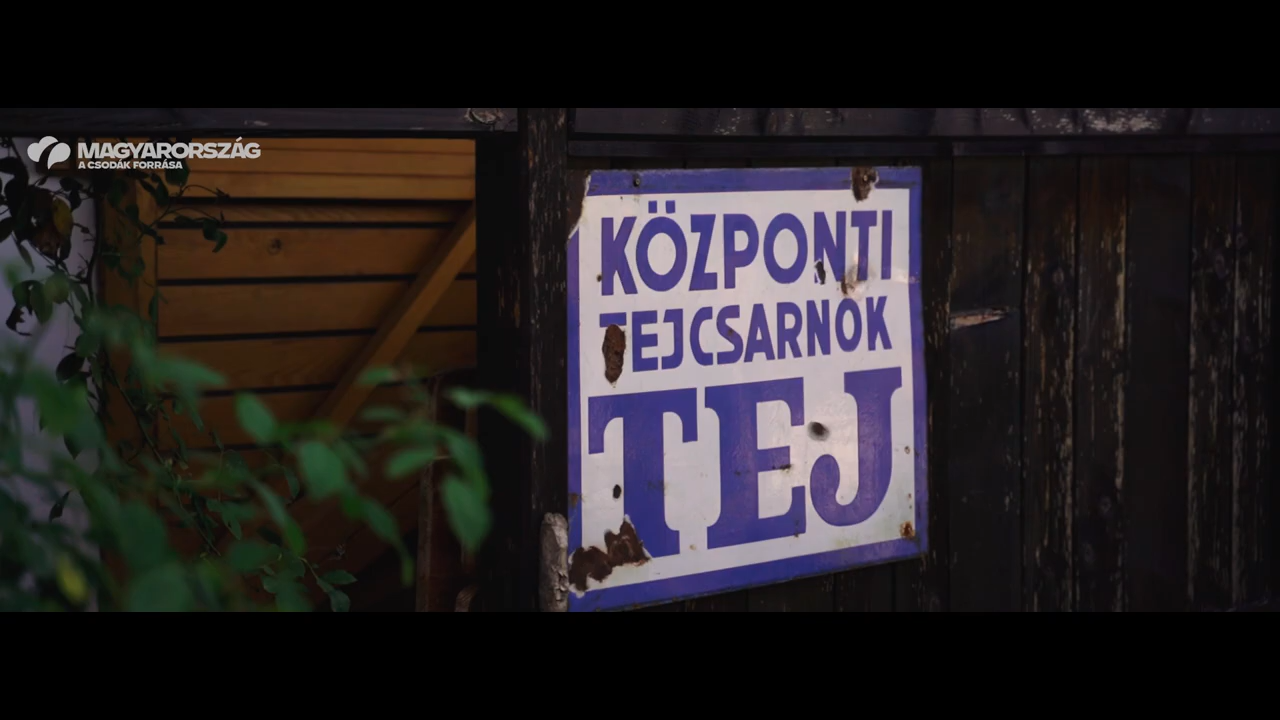 MAGYARORSZÁG
A CSODÁK FORRÁSA
KÖZPONTI
TEJCSARNOK
TEJ